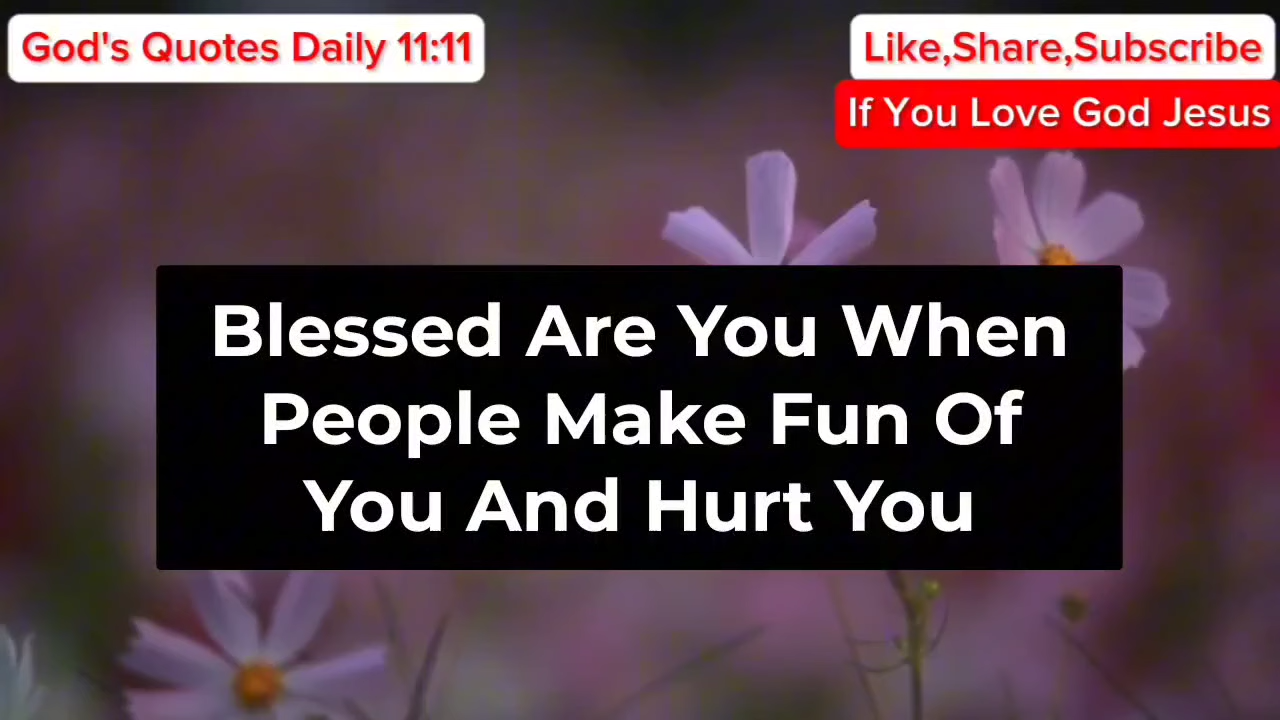 God's Quotes Daily 11:11
Like,Share,Subscribe
If You Love God Jesus
Blessed Are You When
People Make Fun Of
You And Hurt You